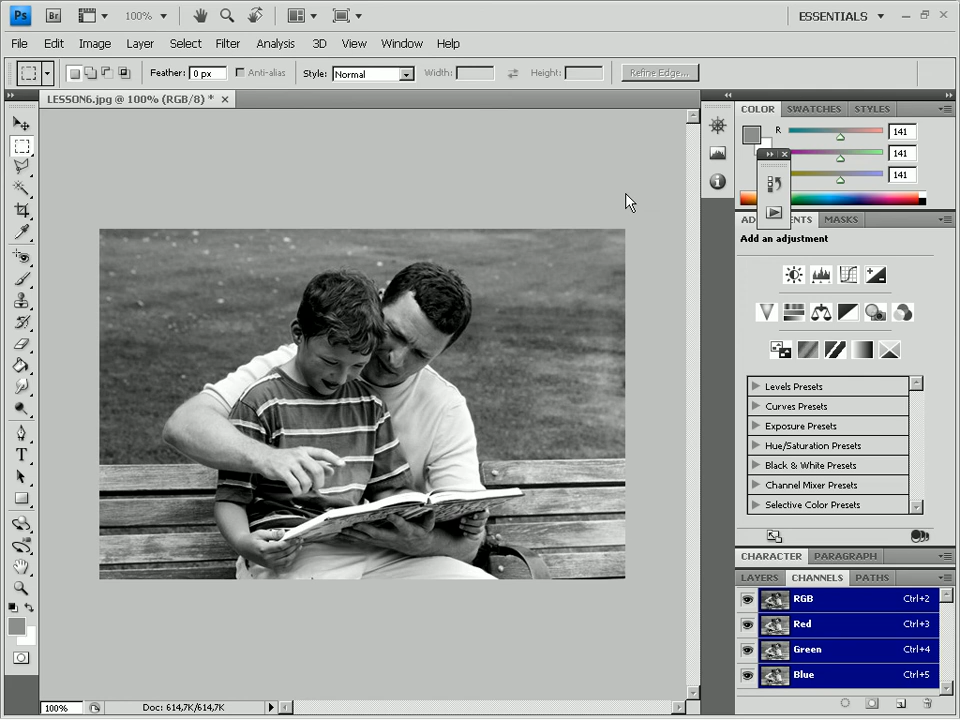 Ps Br 100% ESSENTIALS
File Edit Image Layer Select Filter Analysis 3D View Window Help
Feather: 0 px Anti-alias Style: Normal Width: Height: Refine Edge...
LESSON6.jpg @ 100% (RGB/8) * ×
COLOR SWATCHES STYLES
R 141
141
141
MASKS
Add an adjustment
Levels Presets
Curves Presets
Exposure Presets
Hue/Saturation Presets
Black & White Presets
Channel Mixer Presets
Selective Color Presets
CHARACTER PARAGRAPH
LAYERS CHANNELS PATHS
RGB Ctrl+2
Red Ctrl+3
Green Ctrl+4
Blue Ctrl+5
100% Doc: 614,7K/614,7K